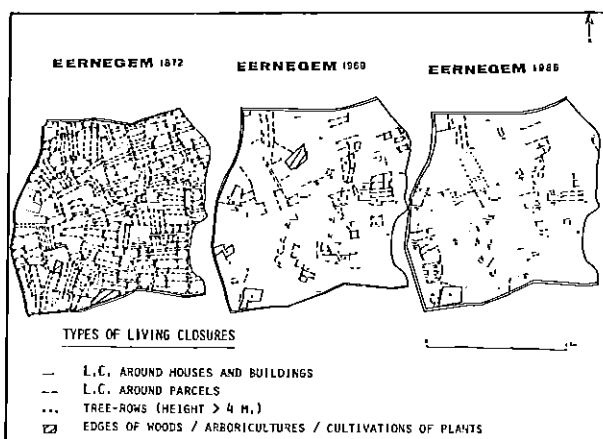 EERNEGEM 1872
EERNEGEM 1968
EERNEGEM 1986
TYPES OF LIVING CLOSURES
L.C. AROUND HOUSES AND BUILDINGS
L.C. AROUND PARCELS
TREE-ROWS (HEIGHT > 4 M.)
EDGES OF WOODS / ARBORICULTURES / CULTIVATIONS OF PLANTS